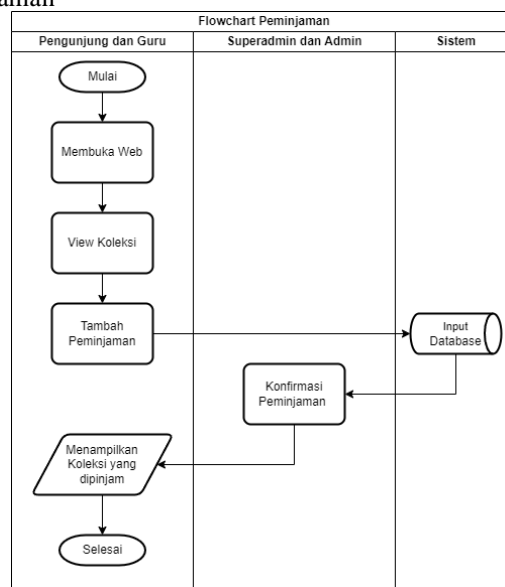 Flowchart Peminjaman
Pengunjung dan Guru
Superadmin dan Admin
Sistem
Mulai
Membuka Web
View Koleksi
Tambah
Peminjaman
Input
Database
Konfirmasi
Peminjaman
Menampilkan
Koleksi yang
dipinjam
Selesai